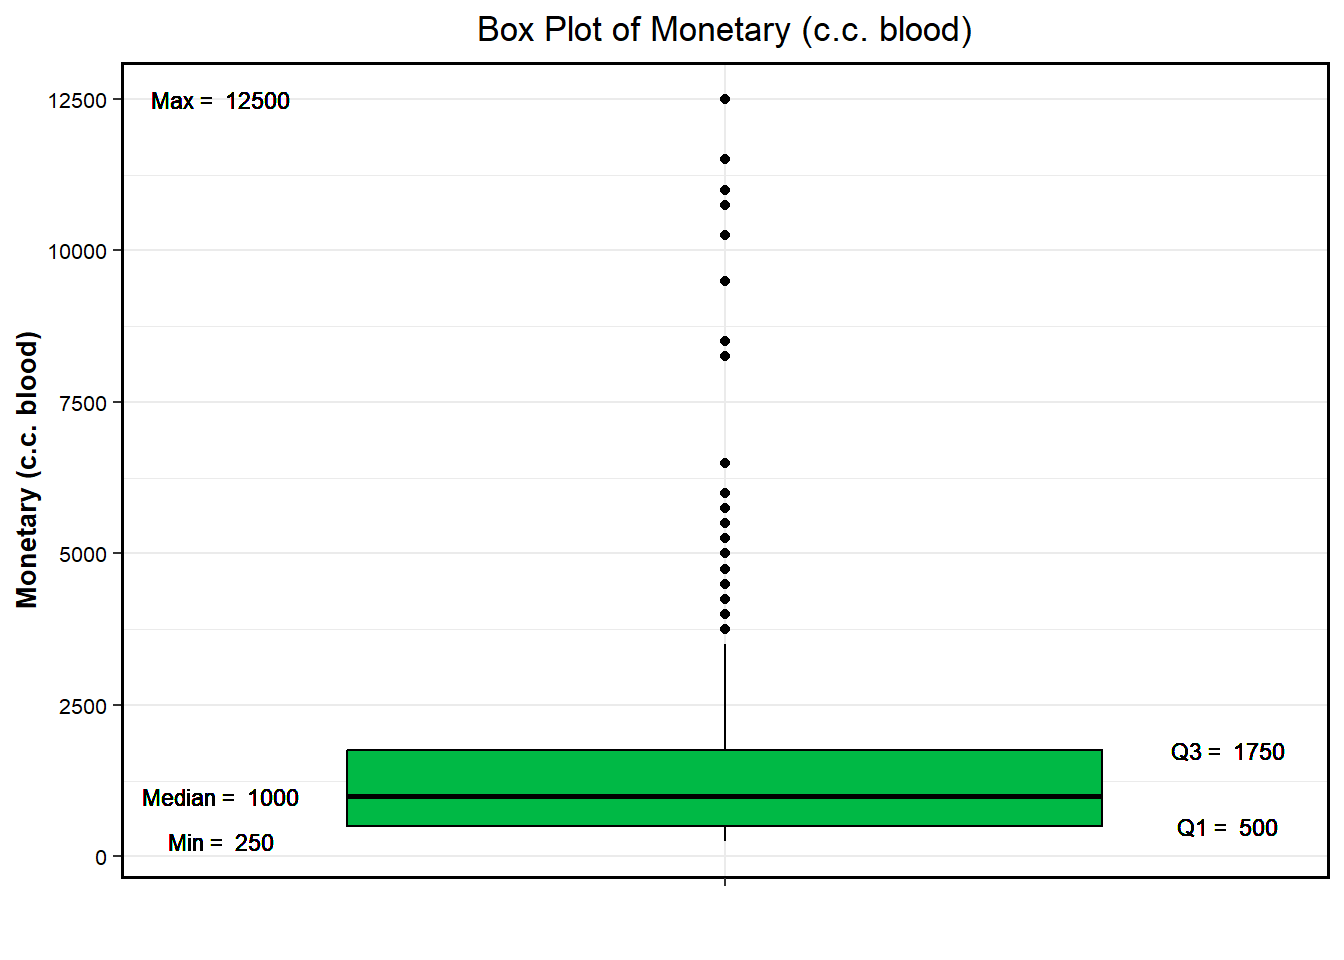 Box Plot of Monetary (c.c. blood)
Monetary (c.c. blood)
12500
10000
7500
5000
2500
0
Max = 12500
Median = 1000
Min = 250
Q3 = 1750
Q1 = 500